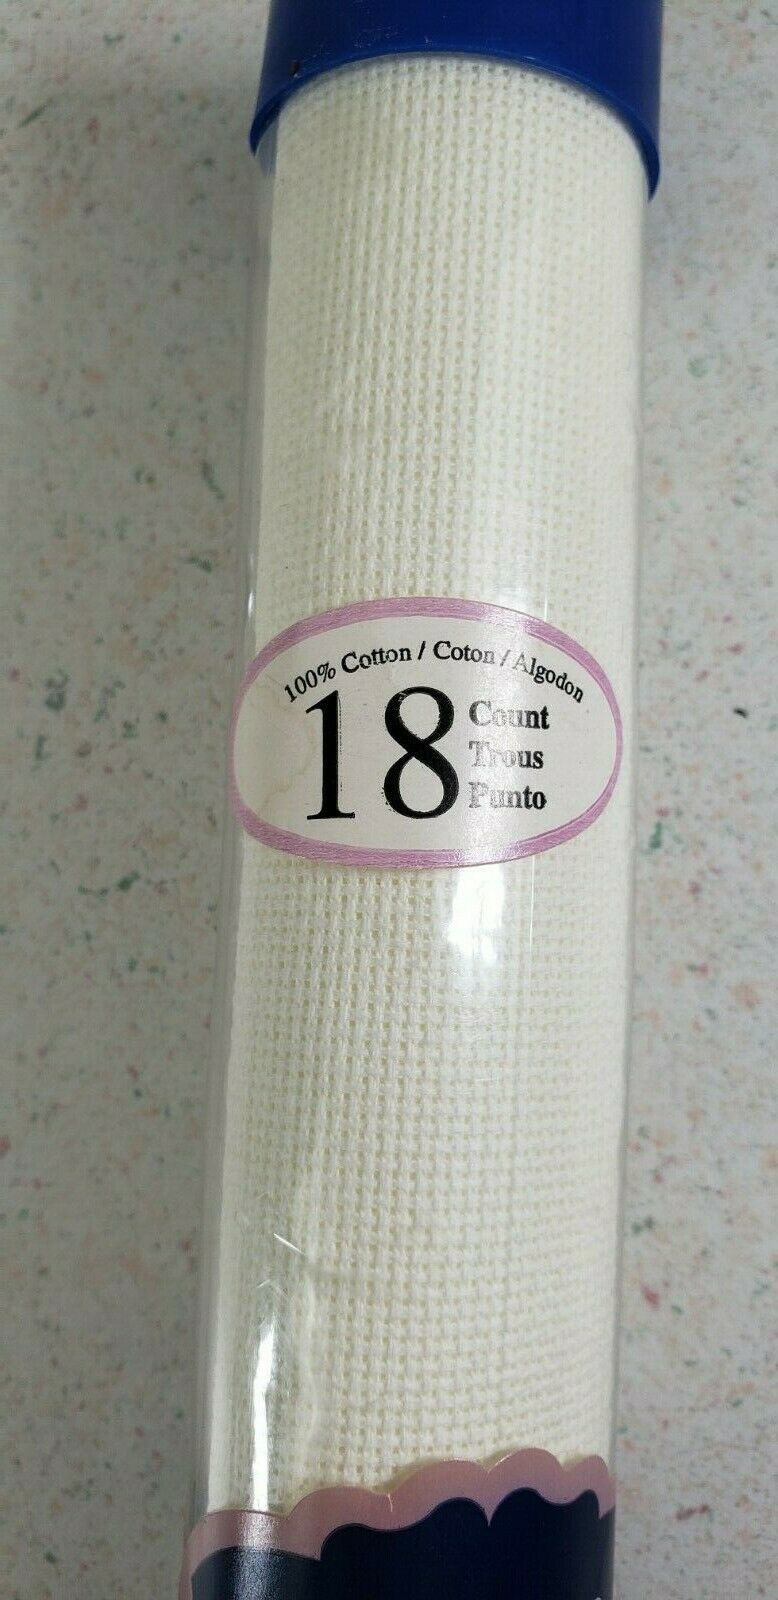 100% Cotton / Coton / Algodon
18
Count
Trous
Punto